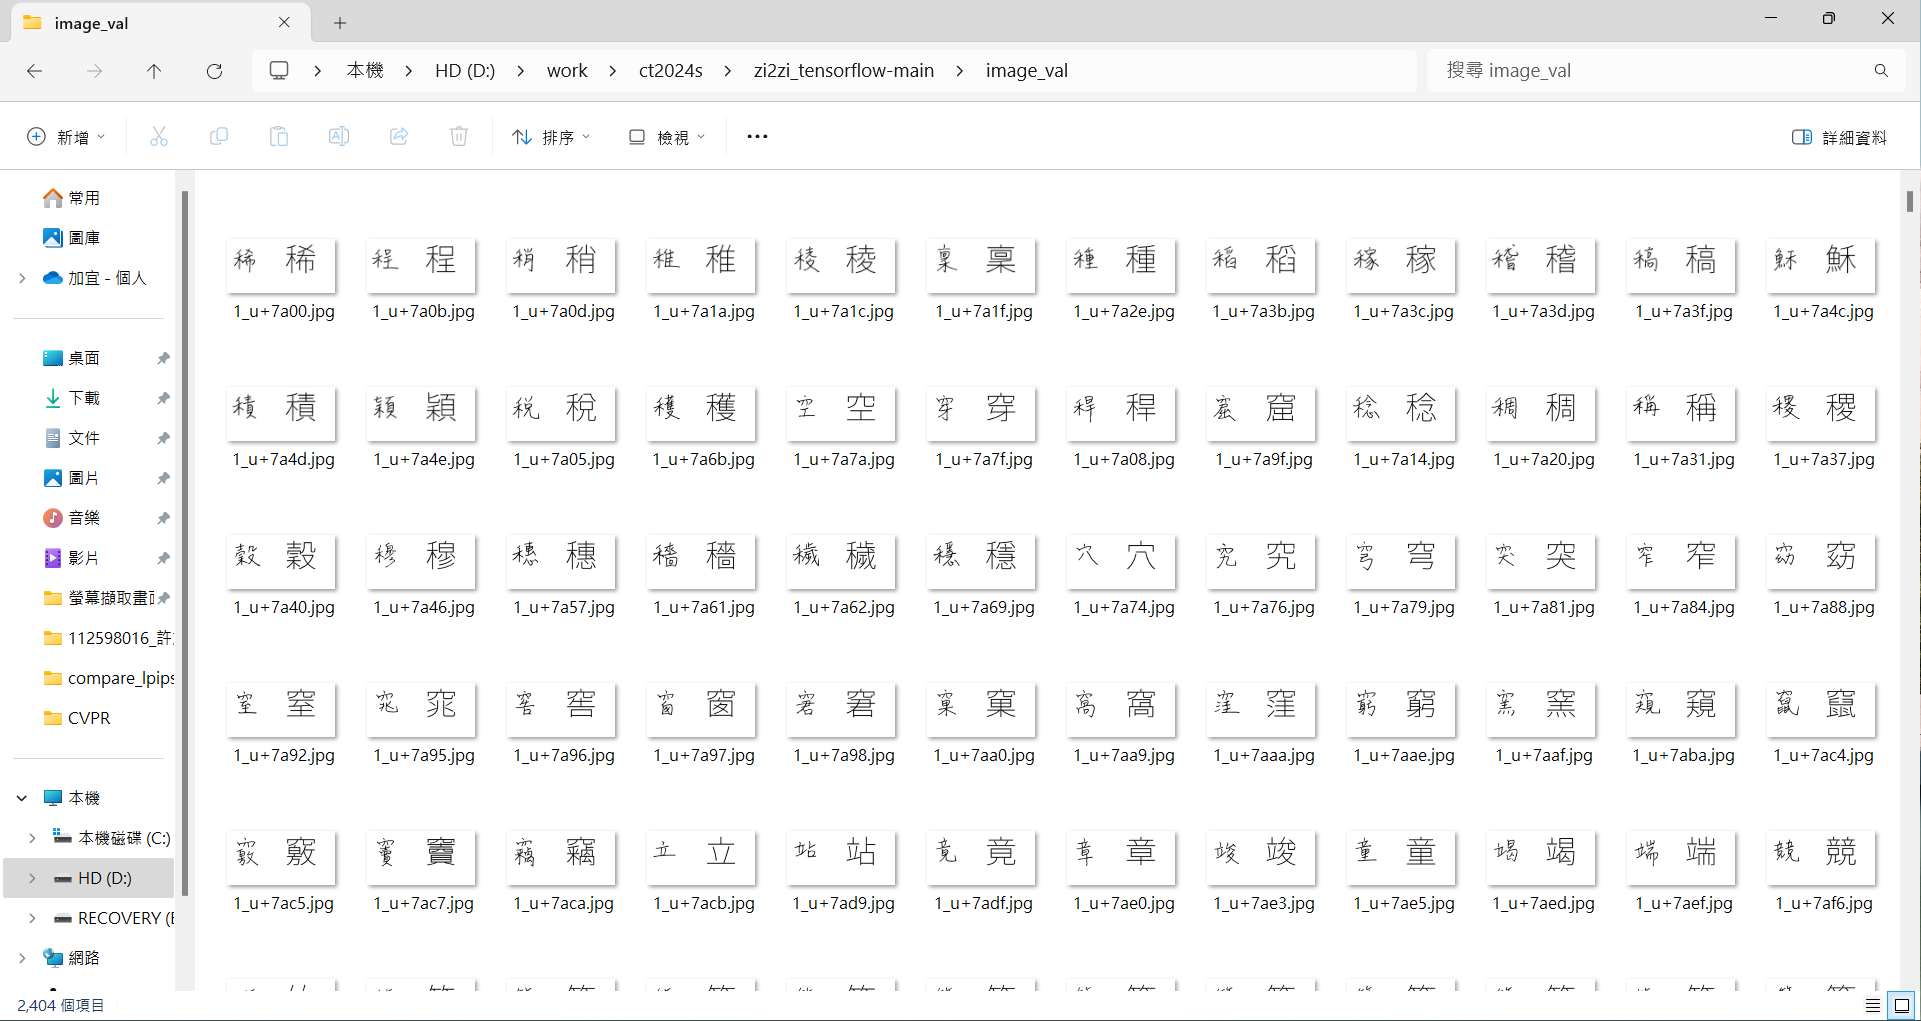 image_val
本機 HD (D:) work ct2024s zi2zi_tensorflow-main image_val
搜尋 image_val
新增 排序 檢視 詳細資料
常用
圖庫
加宜 - 個人
桌面
下載
文件
圖片
音樂
影片
螢幕擷取畫面
112598016_許
compare_lpips
CVPR
本機
本機磁碟 (C:)
HD (D:)
RECOVERY (E
網路
稀 稀 程 程 稍 稍 稚 稚 稜 稜 稟 稟 種 種 稻 稻 稼 稼 稽 稽 稿 稿 穌 穌
1_u+7a00.jpg 1_u+7a0b.jpg 1_u+7a0d.jpg 1_u+7a1a.jpg 1_u+7a1c.jpg 1_u+7a1f.jpg 1_u+7a2e.jpg 1_u+7a3b.jpg 1_u+7a3c.jpg 1_u+7a3d.jpg 1_u+7a3f.jpg 1_u+7a4c.jpg
積 積 穎 穎 稅 稅 穫 穫 空 空 穿 穿 稈 稈 窟 窟 稔 稔 稠 稠 稱 稱 稷 稷
1_u+7a4d.jpg 1_u+7a4e.jpg 1_u+7a05.jpg 1_u+7a6b.jpg 1_u+7a7a.jpg 1_u+7a7f.jpg 1_u+7a08.jpg 1_u+7a9f.jpg 1_u+7a14.jpg 1_u+7a20.jpg 1_u+7a31.jpg 1_u+7a37.jpg
穀 穀 穆 穆 穗 穗 穡 穡 穢 穢 穩 穩 穴 穴 究 究 穹 穹 突 突 窄 窄 窈 窈
1_u+7a40.jpg 1_u+7a46.jpg 1_u+7a57.jpg 1_u+7a61.jpg 1_u+7a62.jpg 1_u+7a69.jpg 1_u+7a74.jpg 1_u+7a76.jpg 1_u+7a79.jpg 1_u+7a81.jpg 1_u+7a84.jpg 1_u+7a88.jpg
窒 窒 窕 窕 窖 窖 窗 窗 窘 窘 窠 窠 窩 窩 窪 窪 窮 窮 窯 窯 窺 窺 竄 竄
1_u+7a92.jpg 1_u+7a95.jpg 1_u+7a96.jpg 1_u+7a97.jpg 1_u+7a98.jpg 1_u+7aa0.jpg 1_u+7aa9.jpg 1_u+7aaa.jpg 1_u+7aae.jpg 1_u+7aaf.jpg 1_u+7aba.jpg 1_u+7ac4.jpg
竅 竅 竇 竇 竊 竊 立 立 站 站 竟 竟 章 章 竣 竣 童 童 竭 竭 端 端 競 競
1_u+7ac5.jpg 1_u+7ac7.jpg 1_u+7aca.jpg 1_u+7acb.jpg 1_u+7ad9.jpg 1_u+7adf.jpg 1_u+7ae0.jpg 1_u+7ae3.jpg 1_u+7ae5.jpg 1_u+7aed.jpg 1_u+7aef.jpg 1_u+7af6.jpg
2,404 個項目